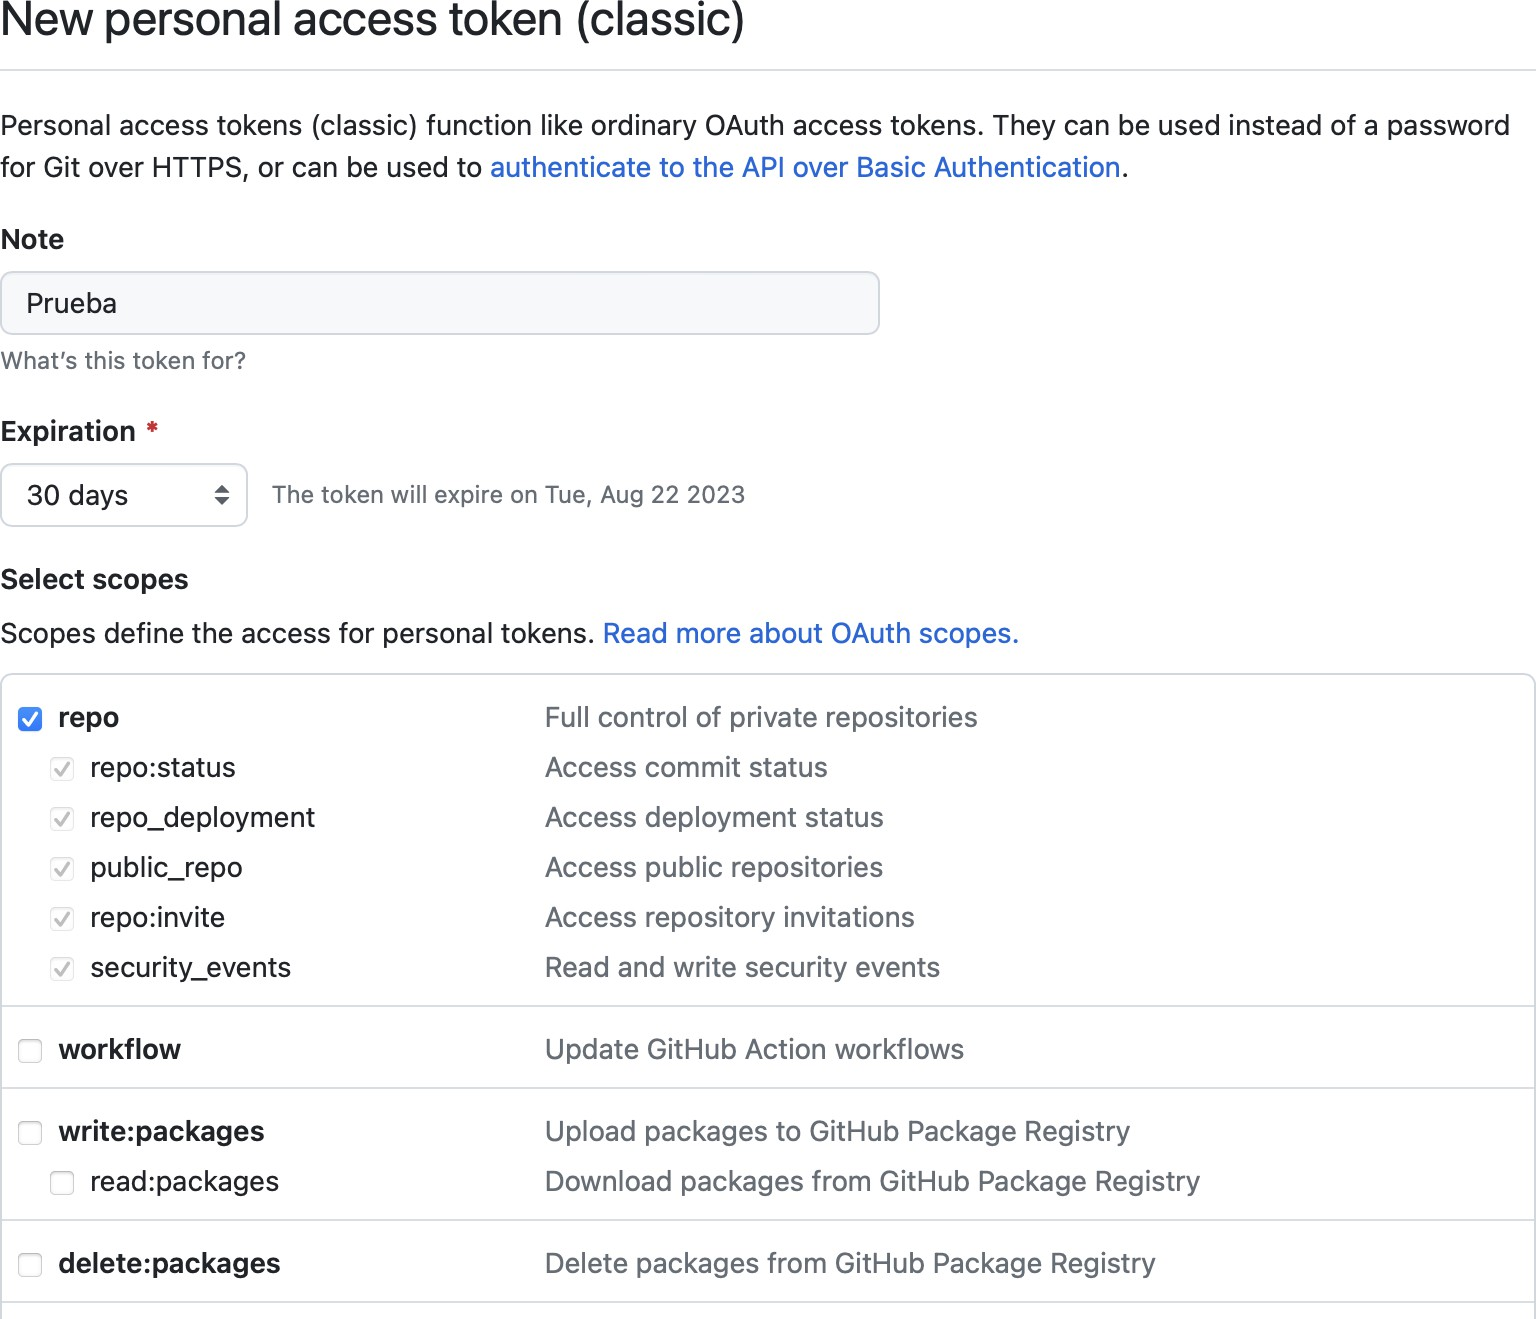 New personal access token (classic)
Personal access tokens (classic) function like ordinary OAuth access tokens. They can be used instead of a password
for Git over HTTPS, or can be used to authenticate to the API over Basic Authentication.
Note
Prueba
What's this token for?
Expiration *
30 days The token will expire on Tue, Aug 22 2023
Select scopes
Scopes define the access for personal tokens. Read more about OAuth scopes.
repo Full control of private repositories
repo:status Access commit status
repo_deployment Access deployment status
public_repo Access public repositories
repo:invite Access repository invitations
security_events Read and write security events
workflow Update GitHub Action workflows
write:packages Upload packages to GitHub Package Registry
read:packages Download packages from GitHub Package Registry
delete:packages Delete packages from GitHub Package Registry